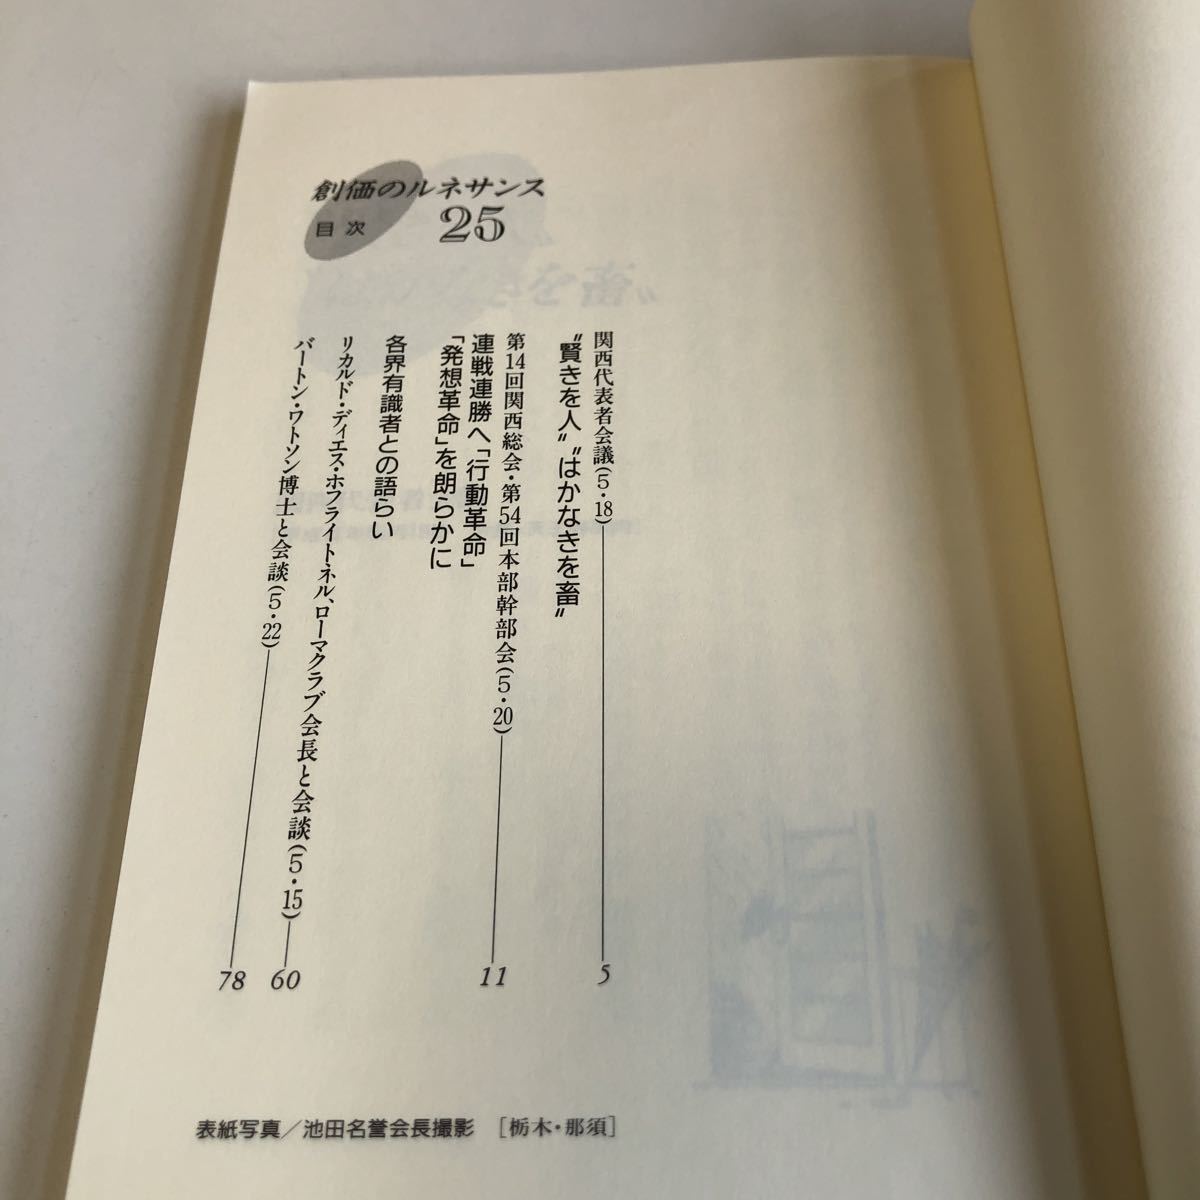 創価のルネサンス
25
目次
関西代表者会議(5・18) 5
〝賢きを人〟〝はかなきを畜〟
第14回関西総会・第54回本部幹部会(5・20) 11
連戦連勝へ「行動革命」
「発想革命」を朗らかに
各界有識者との語らい
リカルド・ディエス・ホフライトネル、ローマクラブ会長と会談(5・15) 60
バートン・ワトソン博士と会談(5・22) 78
表紙写真/池田名誉会長撮影 [栃木・那須]